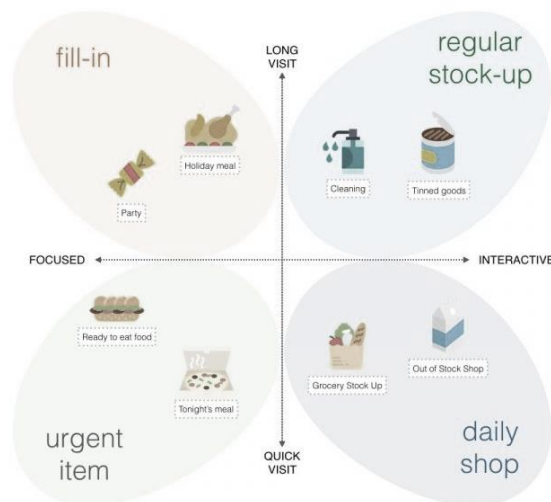 fill-in
LONG
VISIT
regular
stock-up
Holiday meal
Party
Cleaning
Tinned goods
FOCUSED
INTERACTIVE
Ready to eat food
Tonight's meal
Grocery Stock Up
Out of Stock Shop
urgent
item
QUICK
VISIT
daily
shop